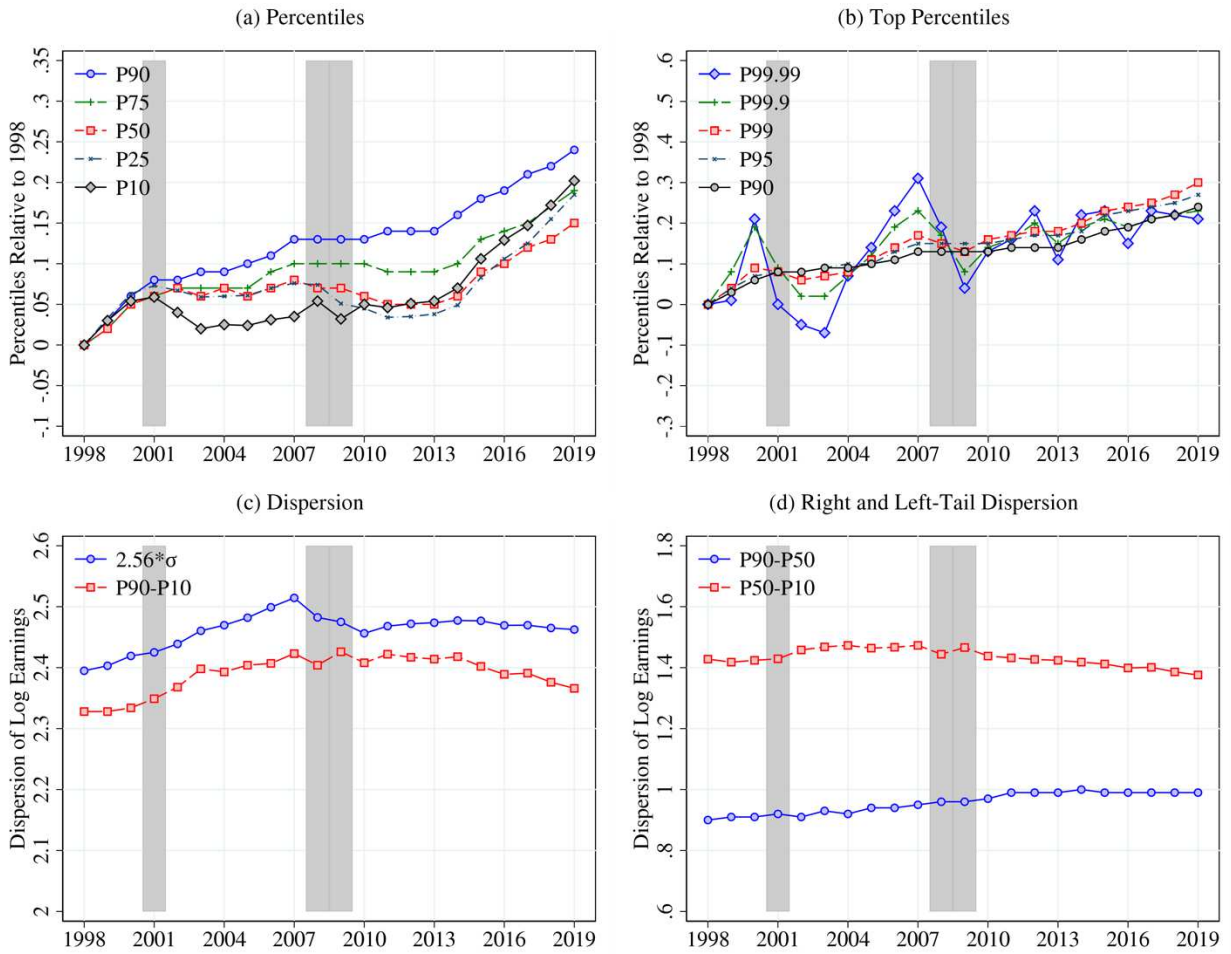 (a) Percentiles
Percentiles Relative to 1998
.35
.3
.25
.2
.15
.1
.05
0
-.05
-.1
P90
P75
P50
P25
P10
1998 2001 2004 2007 2010 2013 2016 2019
(b) Top Percentiles
Percentiles Relative to 1998
.6
.5
.4
.3
.2
.1
0
-.1
-.2
-.3
P99.99
P99.9
P99
P95
P90
1998 2001 2004 2007 2010 2013 2016 2019
(c) Dispersion
Dispersion of Log Earnings
2.6
2.5
2.4
2.3
2.2
2.1
2
2.56*σ
P90-P10
1998 2001 2004 2007 2010 2013 2016 2019
(d) Right and Left-Tail Dispersion
Dispersion of Log Earnings
1.8
1.6
1.4
1.2
1
.8
.6
P90-P50
P50-P10
1998 2001 2004 2007 2010 2013 2016 2019